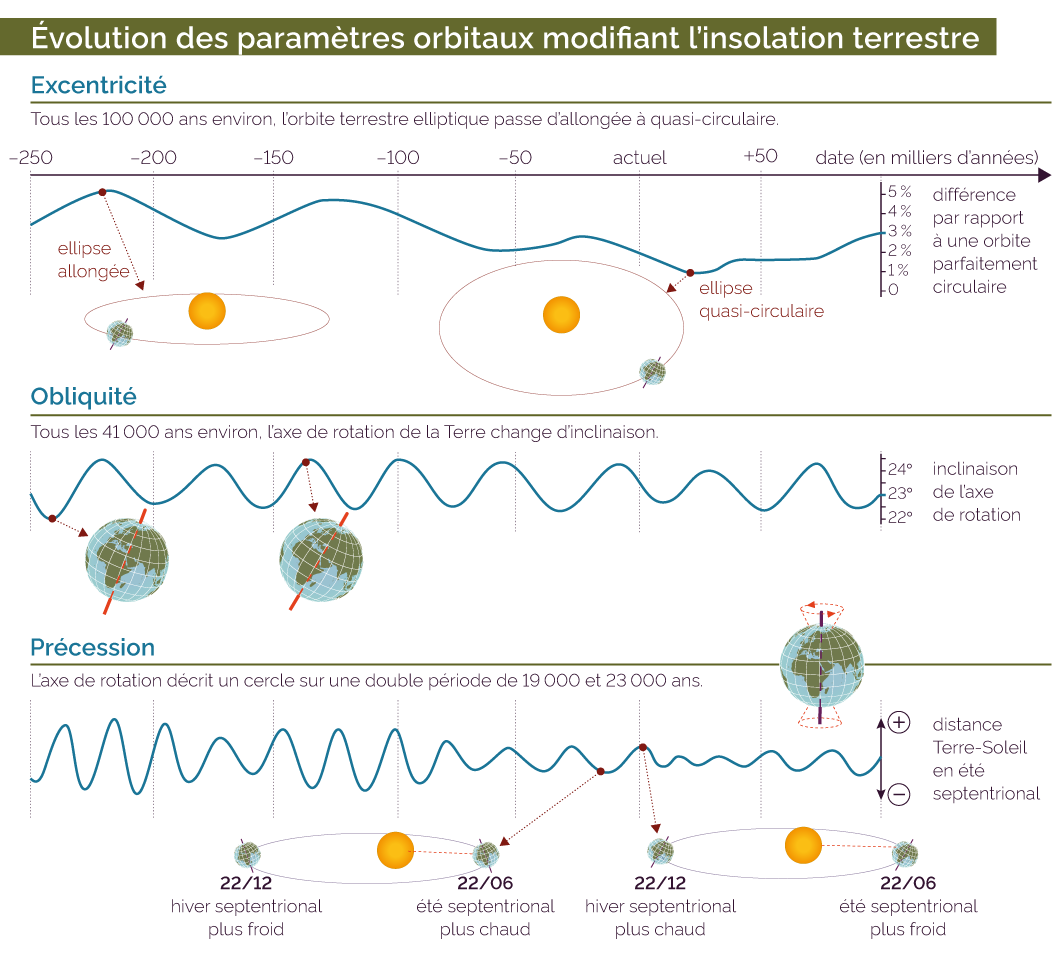 Évolution des paramètres orbitaux modifiant l'insolation terrestre
Excentricité
Tous les 100 000 ans environ, l'orbite terrestre elliptique passe d'allongée à quasi-circulaire.
–250 –200 –150 –100 –50 actuel +50 date (en milliers d'années)
5 %
4 %
3 %
2 %
1 %
0
différence
par rapport
à une orbite
parfaitement
circulaire
ellipse
allongée
ellipse
quasi-circulaire
Obliquité
Tous les 41 000 ans environ, l'axe de rotation de la Terre change d'inclinaison.
24°
23°
22°
inclinaison
de l'axe
de rotation
Précession
L'axe de rotation décrit un cercle sur une double période de 19 000 et 23 000 ans.
+
−
distance
Terre-Soleil
en été
septentrional
22/12
hiver septentrional
plus froid
22/06
été septentrional
plus chaud
22/12
hiver septentrional
plus chaud
22/06
été septentrional
plus froid